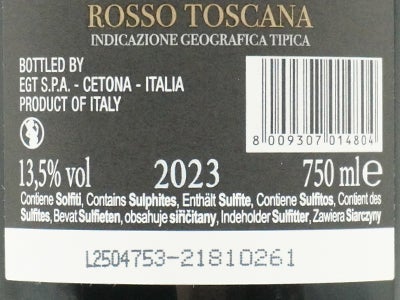 ROSSO TOSCANA
INDICAZIONE GEOGRAFICA TIPICA
BOTTLED BY
EGT S.P.A. - CETONA - ITALIA
PRODUCT OF ITALY
8 009307 014804
13,5% vol 2023 750 ml e
Contiene Solfiti, Contains Sulphites, Enthält Sulfite, Contiene Sulfitos, Contient des
Sulfites, Bevat Sulfieten, obsahuje siřičitany, Indeholder Sulfitter, Zawiera Siarczyny
L2504753-21810261